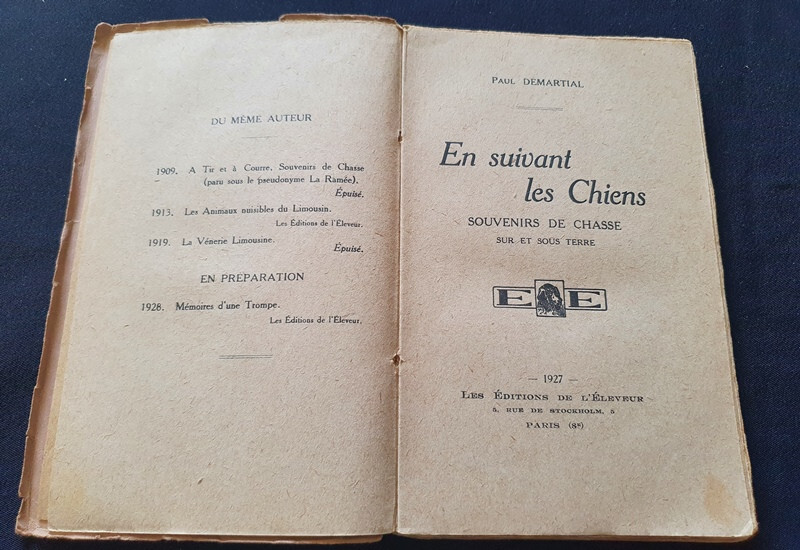 DU MÊME AUTEUR
1909. A Tir et à Courre, Souvenirs de Chasse
(paru sous le pseudonyme La Ramée).
Épuisé.
1913. Les Animaux nuisibles du Limousin.
Les Éditions de l'Éleveur.
1919. La Vénerie Limousine.
Épuisé.
EN PREPARATION
1928. Mémoires d'une Trompe.
Les Éditions de l'Éleveur.
PAUL DEMARTIAL
En suivant
les Chiens
SOUVENIRS DE CHASSE
SUR ET SOUS TERRE
E E
— 1927 —
LES ÉDITIONS DE L'ÉLEVEUR
5, RUE DE STOCKHOLM, 5
PARIS (8e)